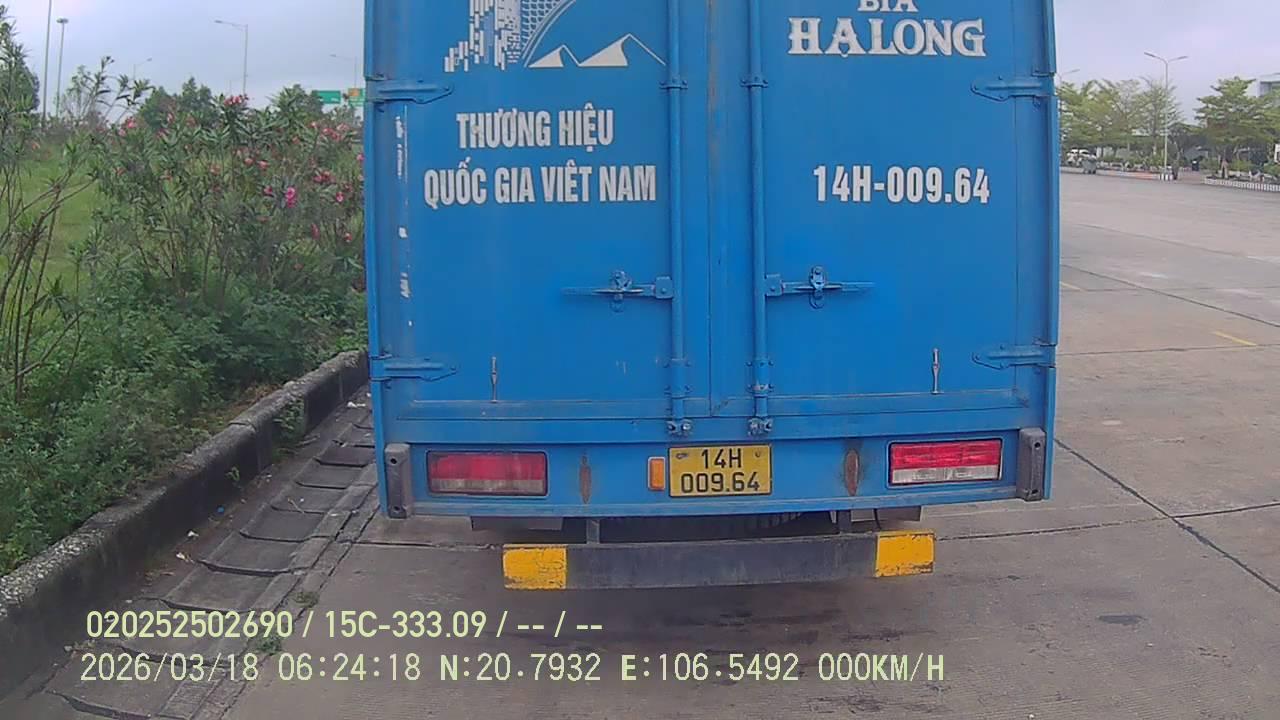 BIA
HẠLONG
THƯƠNG HIỆU
QUỐC GIA VIỆT NAM
14H-009.64
14H
009.64
020252502690 / 15C-333.09 / -- / --
2026/03/18 06:24:18 N:20.7932 E:106.5492 000KM/H